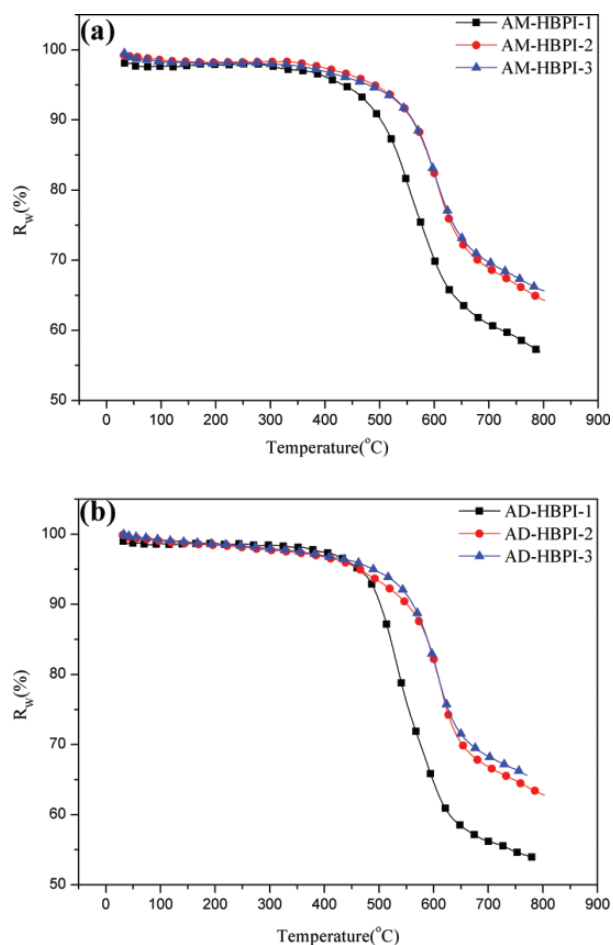 (a)
AM-HBPI-1
AM-HBPI-2
AM-HBPI-3
100
90
80
70
60
50
R_W(%)
0 100 200 300 400 500 600 700 800 900
Temperature(°C)
(b)
AD-HBPI-1
AD-HBPI-2
AD-HBPI-3
100
90
80
70
60
50
R_W(%)
0 100 200 300 400 500 600 700 800 900
Temperature(°C)